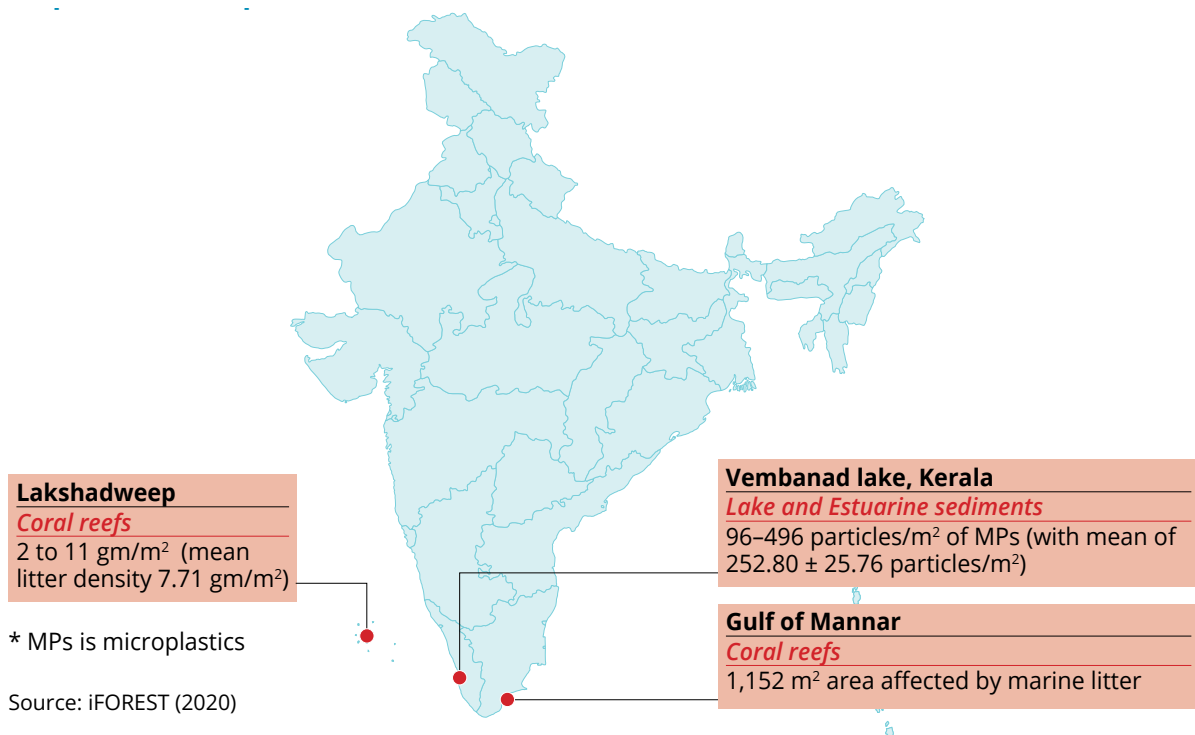 Lakshadweep
Coral reefs
2 to 11 gm/m² (mean
litter density 7.71 gm/m²)
* MPs is microplastics
Source: iFOREST (2020)
Vembanad lake, Kerala
Lake and Estuarine sediments
96–496 particles/m² of MPs (with mean of
252.80 ± 25.76 particles/m²)
Gulf of Mannar
Coral reefs
1,152 m² area affected by marine litter